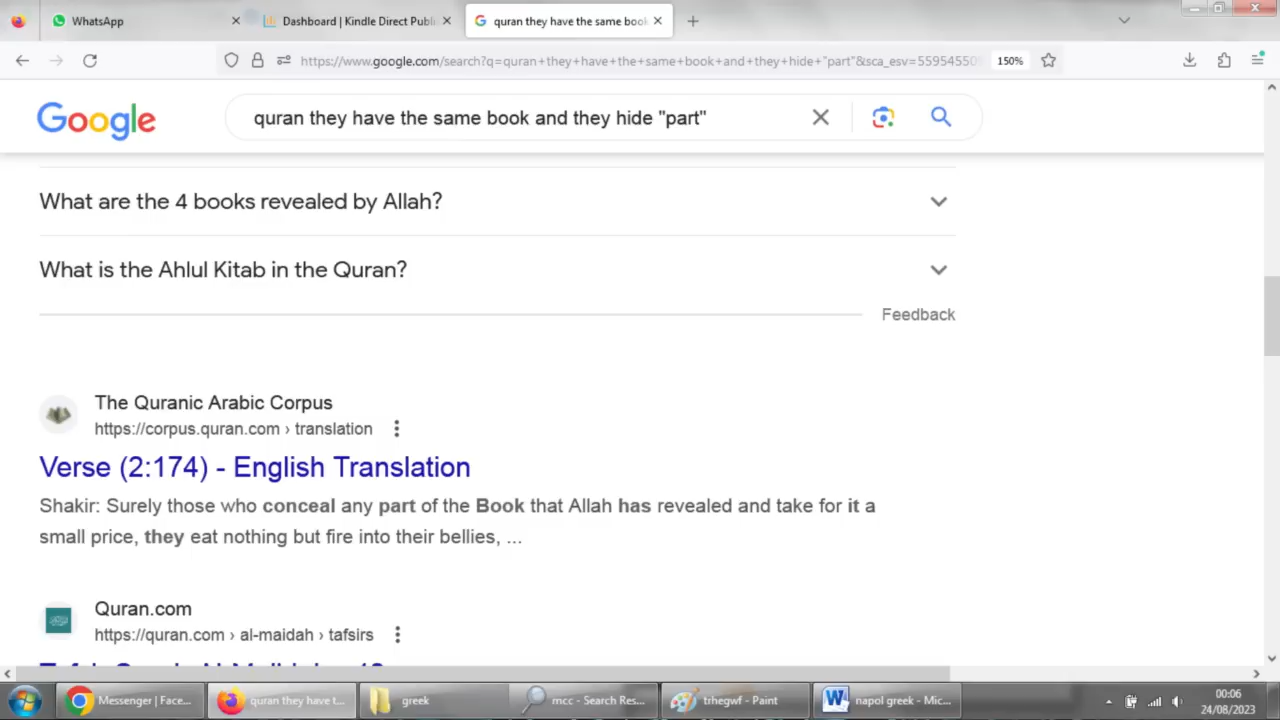 WhatsApp
Dashboard | Kindle Direct Publi
quran they have the same book
https://www.google.com/search?q=quran+they+have+the+same+book+and+they+hide+"part"&sca_esv=55954550
150%
Google
quran they have the same book and they hide "part"
What are the 4 books revealed by Allah?
What is the Ahlul Kitab in the Quran?
Feedback
The Quranic Arabic Corpus
https://corpus.quran.com › translation
Verse (2:174) - English Translation
Shakir: Surely those who conceal any part of the Book that Allah has revealed and take for it a
small price, they eat nothing but fire into their bellies, ...
Quran.com
https://quran.com › al-maidah › tafsirs
Messenger | Face...
quran they have t...
greek
mcc - Search Res...
trhegwf - Paint
napol greek - Mic...
00:06
24/08/2023